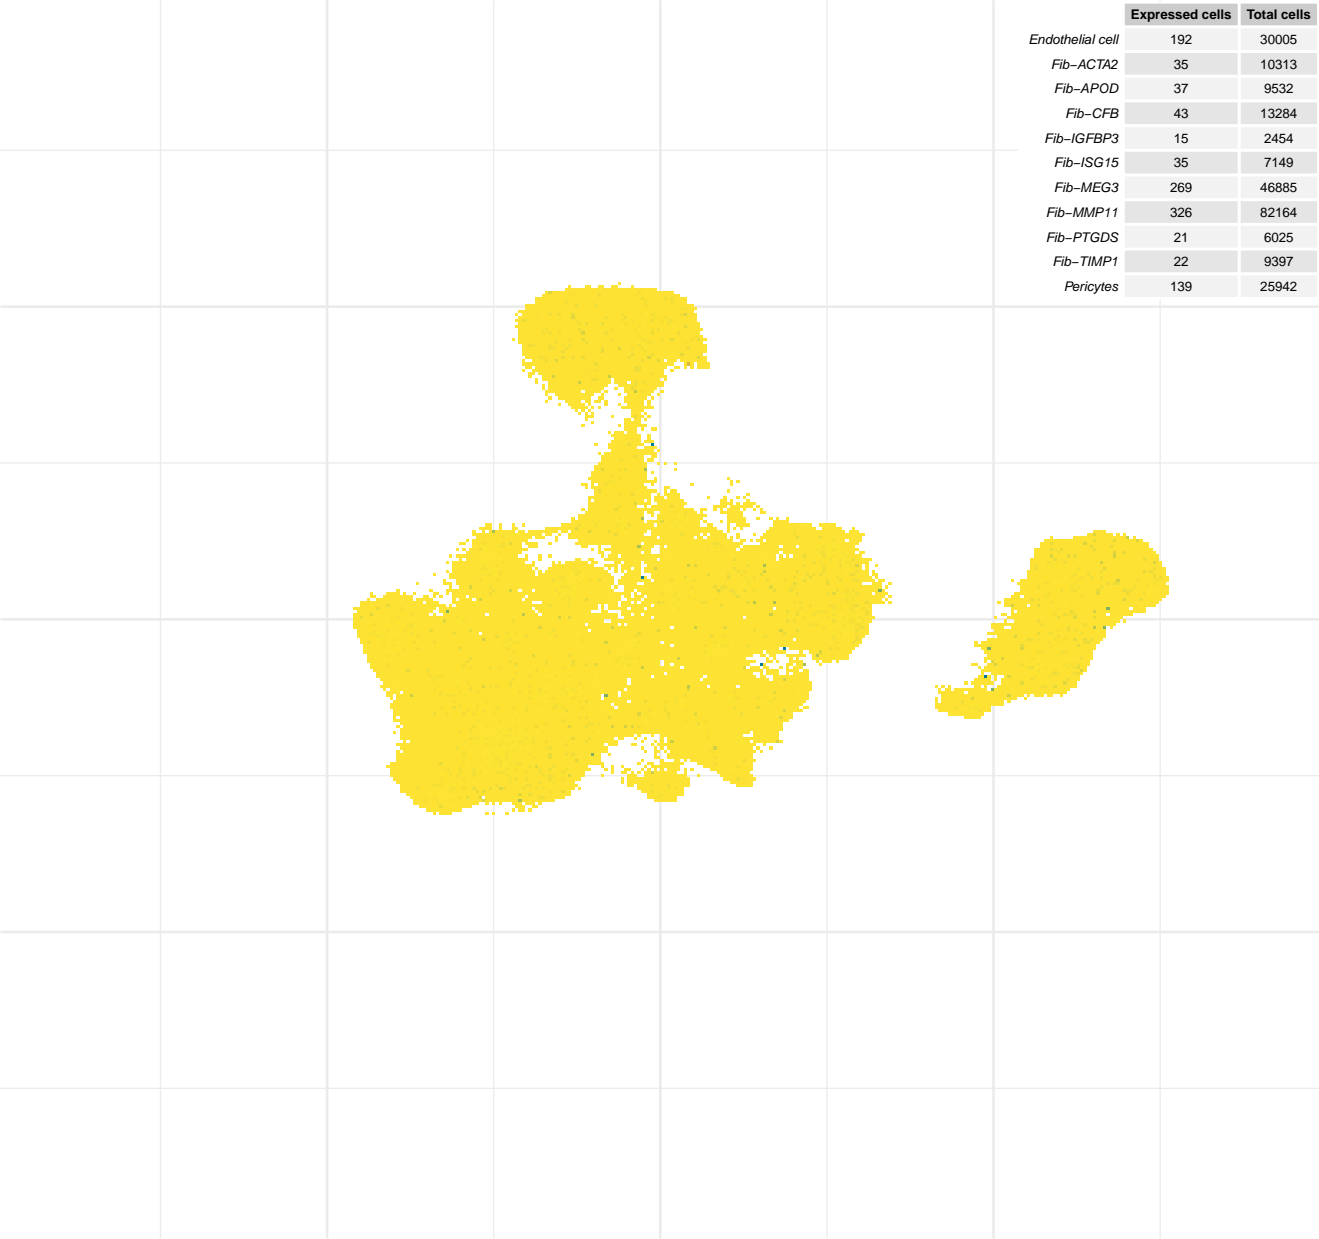 Expressed cells Total cells
Endothelial cell 192 30005
Fib−ACTA2 35 10313
Fib−APOD 37 9532
Fib−CFB 43 13284
Fib−IGFBP3 15 2454
Fib−ISG15 35 7149
Fib−MEG3 269 46885
Fib−MMP11 326 82164
Fib−PTGDS 21 6025
Fib−TIMP1 22 9397
Pericytes 139 25942